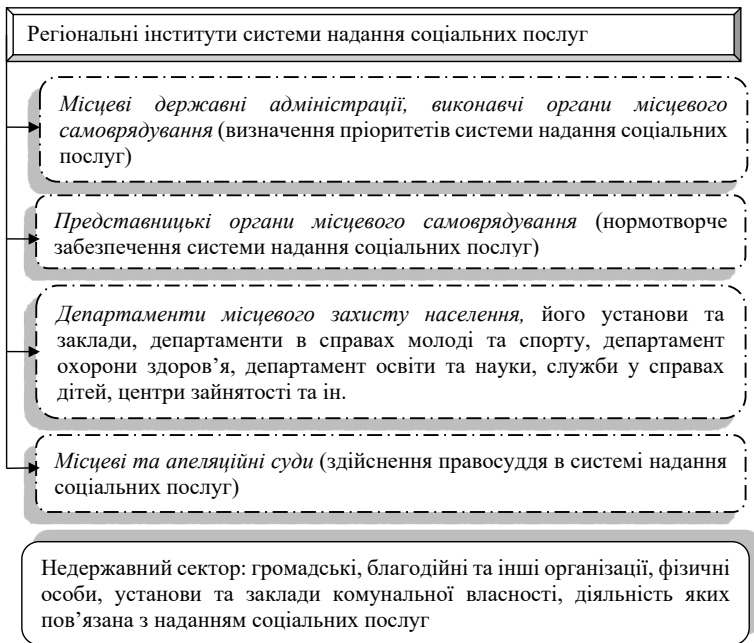 Регіональні інститути системи надання соціальних послуг
Місцеві державні адміністрації, виконавчі органи місцевого
самоврядування (визначення пріоритетів системи надання соціальних
послуг)
Представницькі органи місцевого самоврядування (нормотворче
забезпечення системи надання соціальних послуг)
Департаменти місцевого захисту населення, його установи та
заклади, департаменти в справах молоді та спорту, департамент
охорони здоров’я, департамент освіти та науки, служби у справах
дітей, центри зайнятості та ін.
Місцеві та апеляційні суди (здійснення правосуддя в системі надання
соціальних послуг)
Недержавний сектор: громадські, благодійні та інші організації, фізичні
особи, установи та заклади комунальної власності, діяльність яких
пов’язана з наданням соціальних послуг